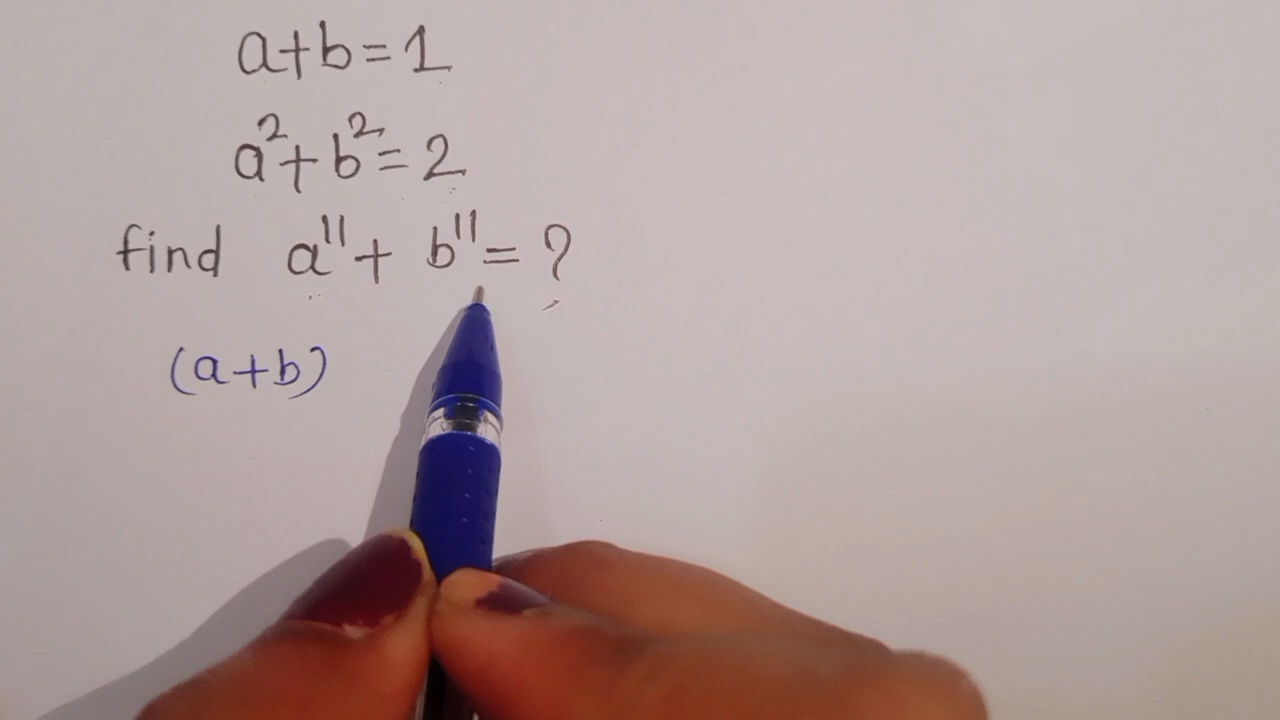 a+b=1
a²+b²=2
find a¹¹+ b¹¹= ?
(a+b)